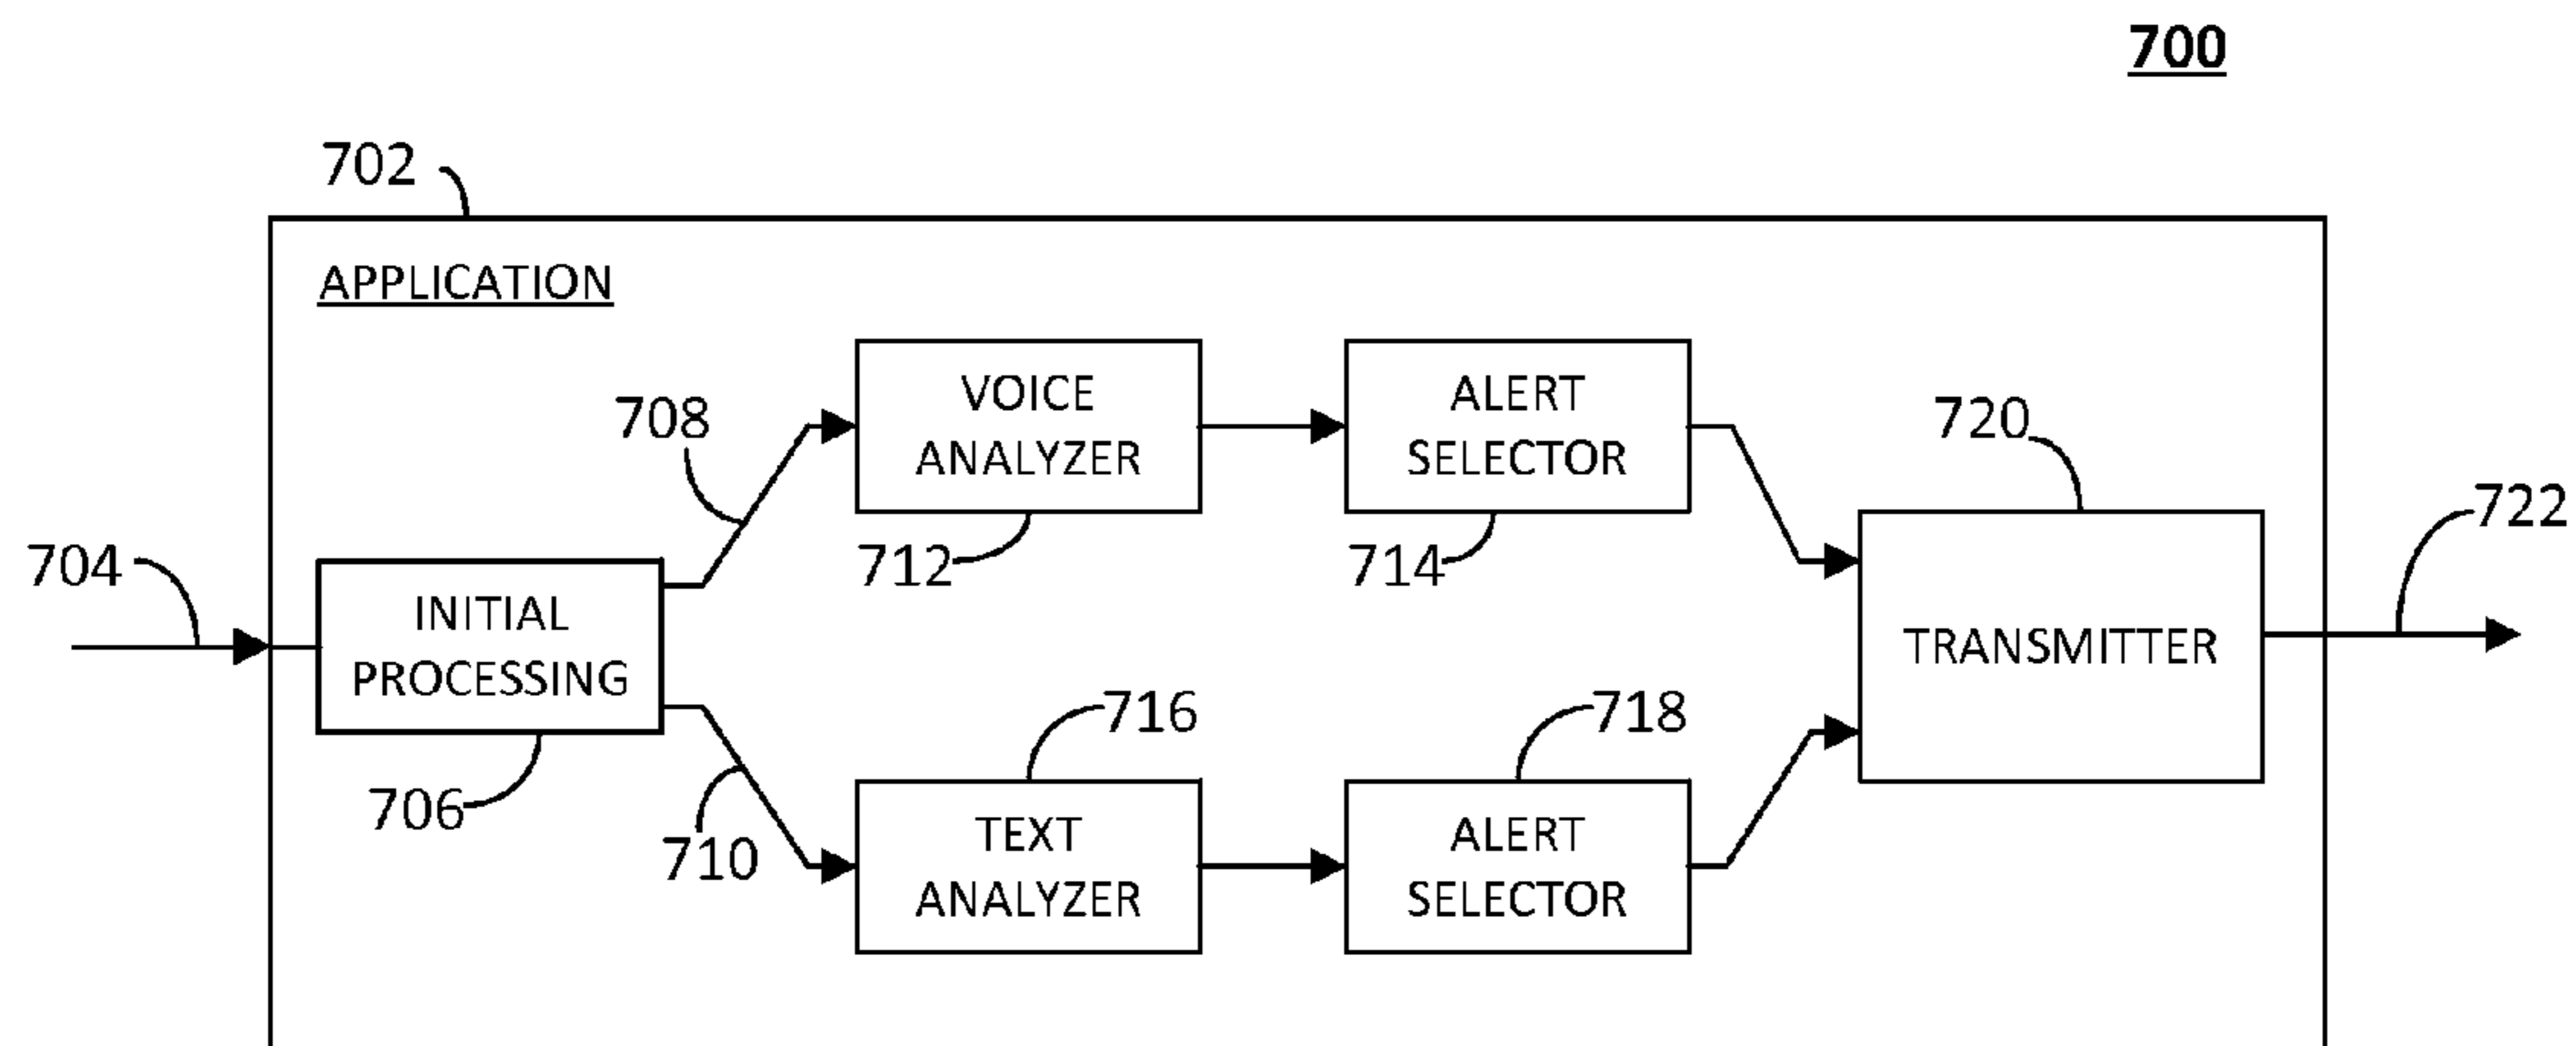 700
702
APPLICATION
708
VOICE
ANALYZER
712
ALERT
SELECTOR
714
720
722
704
INITIAL
PROCESSING
706
TRANSMITTER
710
716
TEXT
ANALYZER
718
ALERT
SELECTOR